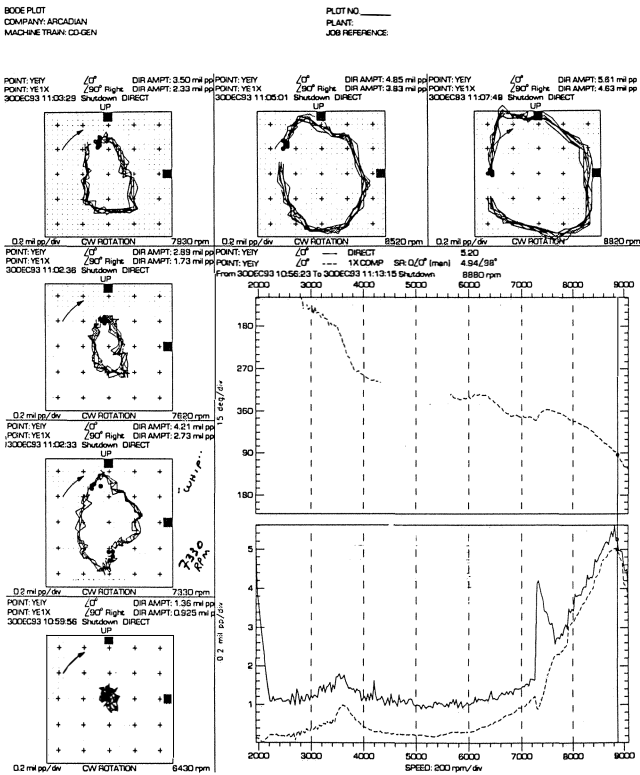 BODE PLOT
COMPANY: ARCADIAN
MACHINE TRAIN: CO-GEN
PLOT NO.
PLANT:
JOB REFERENCE:
POINT: YEIY ∠0° DIR AMPT: 3.50 mil pp
POINT: YE1X ∠90° Right DIR AMPT: 2.33 mil pp
30DEC93 11:03:29 Shutdown DIRECT
UP
0.2 mil pp/div CW ROTATION 7930 rpm
POINT: YEIY ∠0° DIR AMPT: 4.85 mil pp
POINT: YE1X ∠90° Right DIR AMPT: 3.83 mil pp
30DEC93 11:05:01 Shutdown DIRECT
UP
0.2 mil pp/div CW ROTATION 8520 rpm
POINT: YEIY ∠0° DIR AMPT: 5.61 mil pp
POINT: YE1X ∠90° Right DIR AMPT: 4.63 mil pp
30DEC93 11:07:49 Shutdown DIRECT
UP
0.2 mil pp/div CW ROTATION 8820 rpm
POINT: YEIY ∠0° DIR AMPT: 2.89 mil pp
POINT: YE1X ∠90° Right DIR AMPT: 1.73 mil pp
30DEC93 11:02:36 Shutdown DIRECT
UP
0.2 mil pp/div CW ROTATION 7620 rpm
POINT: YEIY ∠0° DIR AMPT: 4.21 mil pp
POINT: YE1X ∠90° Right DIR AMPT: 2.73 mil pp
30DEC93 11:02:33 Shutdown DIRECT
UP
0.2 mil pp/div CW ROTATION 7330 rpm
"WHIP"
7330
RPM
POINT: YEIY ∠0° DIR AMPT: 1.36 mil pp
POINT: YE1X ∠90° Right DIR AMPT: 0.925 mil p
30DEC93 10:59:56 Shutdown DIRECT
UP
0.2 mil pp/div CW ROTATION 6430 rpm
POINT: YEIY ∠0° DIRECT 5.20
POINT: YEIY ∠0° 1X COMP SR: 0∠0° (man) 4.94∠98°
From 30DEC93 10:56:23 To 30DEC93 11:13:15 Shutdown 8880 rpm
2000 3000 4000 5000 6000 7000 8000 9000
180
270
360
90
180
15 deg/div
5
4
3
2
1
0.2 mil pp/div
2000 3000 4000 5000 6000 7000 8000 9000
SPEED: 200 rpm/div